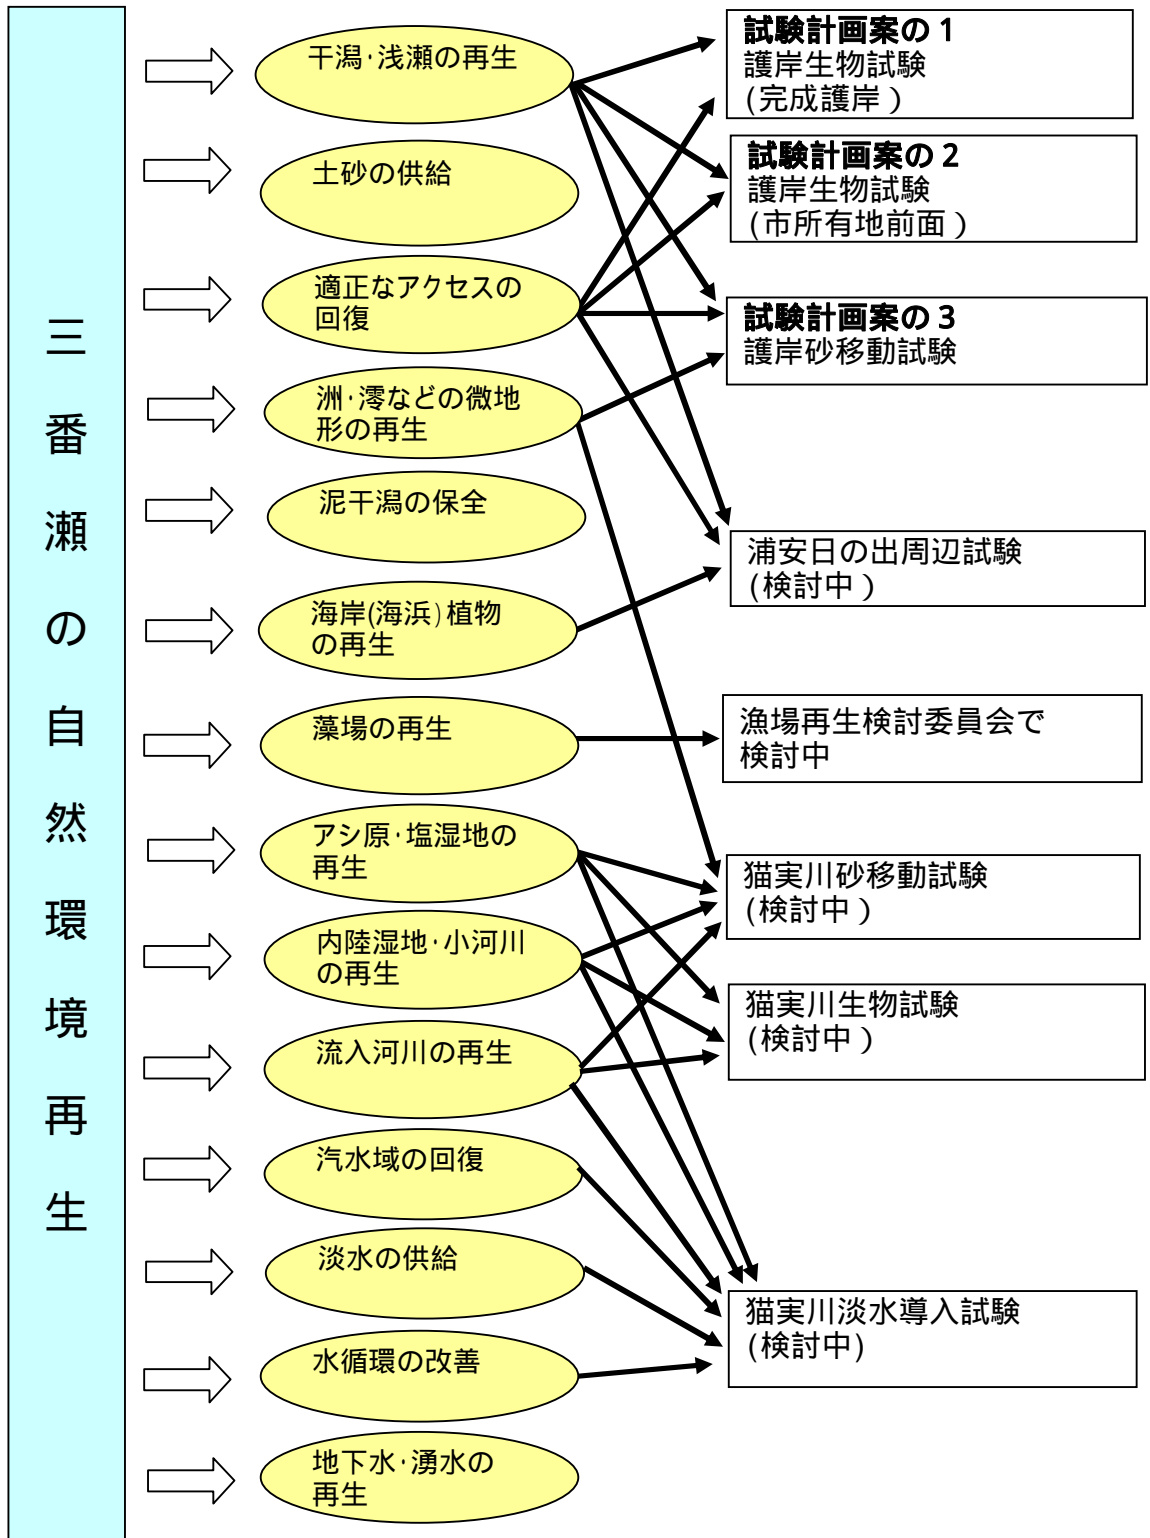 三番瀬の自然環境再生
干潟･浅瀬の再生
土砂の供給
適正なアクセスの
回復
洲･澪などの微地
形の再生
泥干潟の保全
海岸(海浜)植物
の再生
藻場の再生
アシ原･塩湿地の
再生
内陸湿地･小河川
の再生
流入河川の再生
汽水域の回復
淡水の供給
水循環の改善
地下水･湧水の
再生
試験計画案の1
護岸生物試験
(完成護岸)
試験計画案の2
護岸生物試験
(市所有地前面)
試験計画案の3
護岸砂移動試験
浦安日の出周辺試験
(検討中)
漁場再生検討委員会で
検討中
猫実川砂移動試験
(検討中)
猫実川生物試験
(検討中)
猫実川淡水導入試験
(検討中)